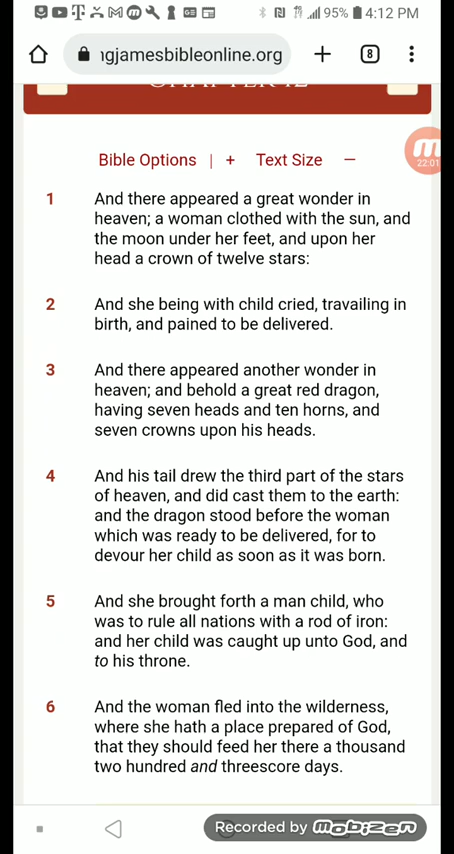 95% 4:12 PM
ngjamesbibleonline.org
8
Bible Options | + Text Size −
22:01
1 And there appeared a great wonder in
heaven; a woman clothed with the sun, and
the moon under her feet, and upon her
head a crown of twelve stars:
2 And she being with child cried, travailing in
birth, and pained to be delivered.
3 And there appeared another wonder in
heaven; and behold a great red dragon,
having seven heads and ten horns, and
seven crowns upon his heads.
4 And his tail drew the third part of the stars
of heaven, and did cast them to the earth:
and the dragon stood before the woman
which was ready to be delivered, for to
devour her child as soon as it was born.
5 And she brought forth a man child, who
was to rule all nations with a rod of iron:
and her child was caught up unto God, and
to his throne.
6 And the woman fled into the wilderness,
where she hath a place prepared of God,
that they should feed her there a thousand
two hundred and threescore days.
Recorded by mobizen